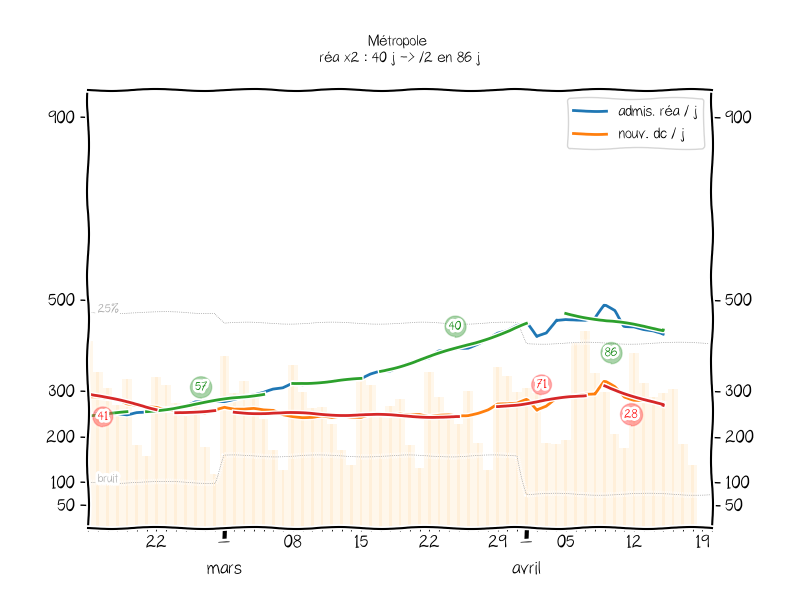 Métropole
réa x2 : 40 j -> /2 en 86 j
admis. réa / j
nouv. dc / j
900 900
500 500
300 300
200 200
100 100
50 50
25%
bruit
41
57
40
71
86
28
22 08 15 22 29 05 12 19
mars avril